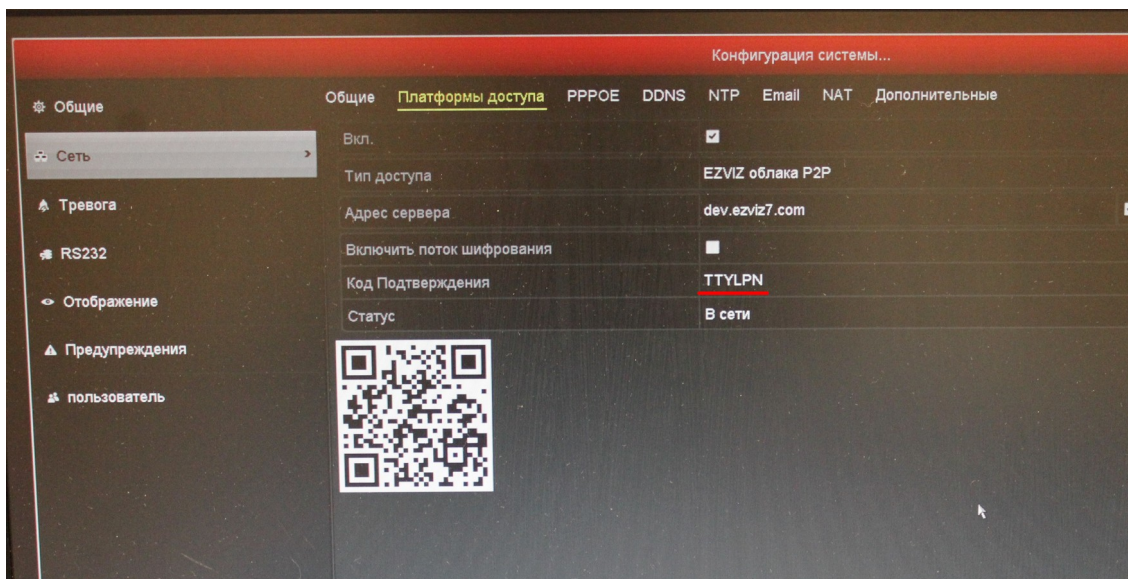 Конфигурация системы...
Общие
Сеть
Тревога
RS232
Отображение
Предупреждения
пользователь
Общие Платформы доступа PPPOE DDNS NTP Email NAT Дополнительные
Вкл.
Тип доступа EZVIZ облака P2P
Адрес сервера dev.ezviz7.com
Включить поток шифрования
Код Подтверждения TTYLPN
Статус В сети